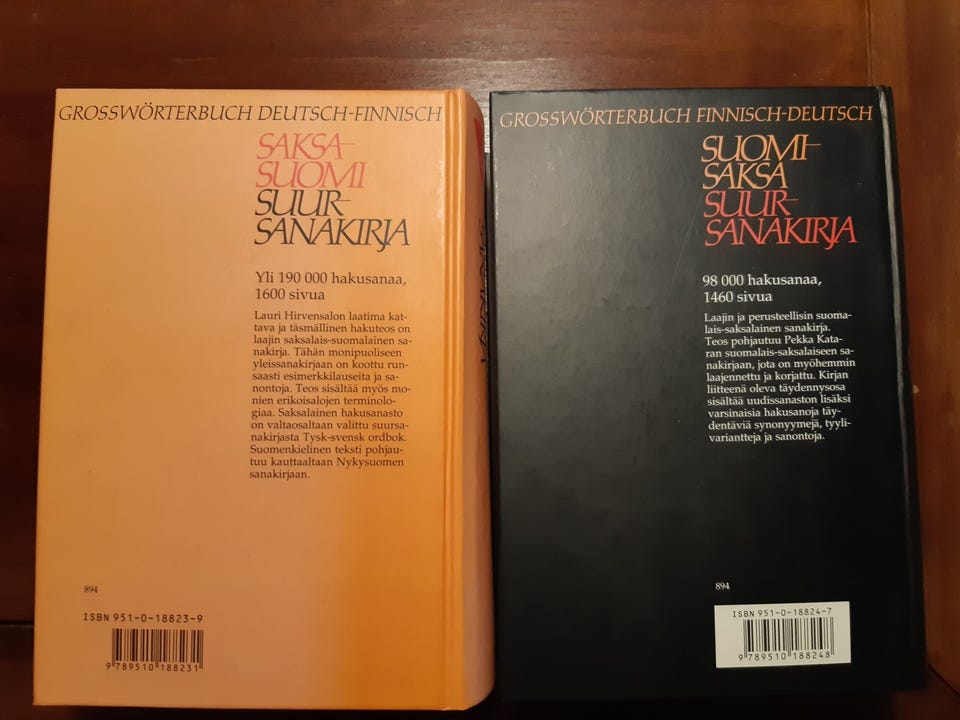 GROSSWÖRTERBUCH DEUTSCH-FINNISCH
SAKSA-
SUOMI
SUUR-
SANAKIRJA
Yli 190 000 hakusanaa,
1600 sivua
Lauri Hirvensalon laatima kat-
tava ja täsmällinen hakuteos on
laajin saksalais-suomalainen sa-
nakirja. Tähän monipuoliseen
yleissanakirjaan on koottu run-
saasti esimerkkilauseita ja sa-
nontoja. Teos sisältää myös mo-
nien erikoisalojen terminolo-
giaa. Saksalainen hakusanasto
on valtaosaltaan valittu suursa-
nakirjasta Tysk-svensk ordbok.
Suomenkielinen teksti pohjau-
tuu kauttaaltaan Nykysuomen
sanakirjaan.
894
ISBN 951-0-18823-9
9 789510 188231
GROSSWÖRTERBUCH FINNISCH-DEUTSCH
SUOMI-
SAKSA
SUUR-
SANAKIRJA
98 000 hakusanaa,
1460 sivua
Laajin ja perusteellisin suoma-
lais-saksalainen sanakirja.
Teos pohjautuu Pekka Kata-
ran suomalais-saksalaiseen sa-
nakirjaan, jota on myöhemmin
laajennettu ja korjattu. Kirjan
liitteenä oleva täydennysosa
sisältää uudissanaston lisäksi
varsinaisia hakusanoja täy-
dentäviä synonyymejä, tyyli-
variantteja ja sanontoja.
894
ISBN 951-0-18824-7
9 789510 188248